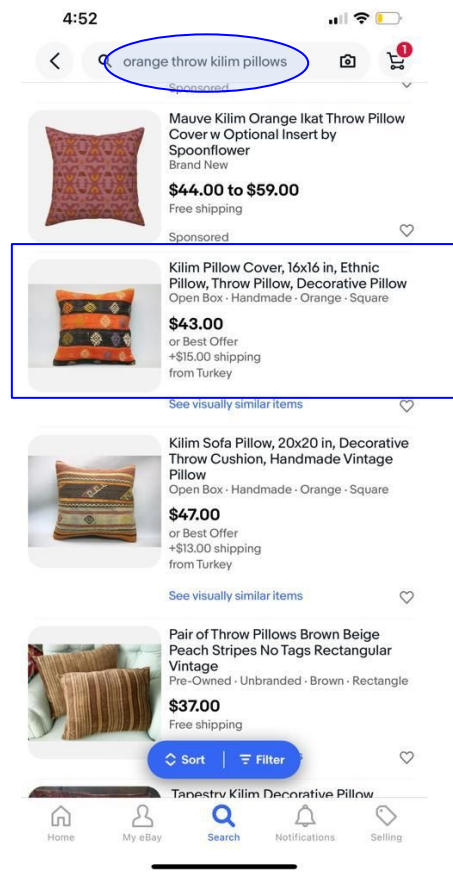 4:52
orange throw kilim pillows
1
Sponsored
Mauve Kilim Orange Ikat Throw Pillow
Cover w Optional Insert by
Spoonflower
Brand New
$44.00 to $59.00
Free shipping
Sponsored
Kilim Pillow Cover, 16x16 in, Ethnic
Pillow, Throw Pillow, Decorative Pillow
Open Box · Handmade · Orange · Square
$43.00
or Best Offer
+$15.00 shipping
from Turkey
See visually similar items
Kilim Sofa Pillow, 20x20 in, Decorative
Throw Cushion, Handmade Vintage
Pillow
Open Box · Handmade · Orange · Square
$47.00
or Best Offer
+$13.00 shipping
from Turkey
See visually similar items
Pair of Throw Pillows Brown Beige
Peach Stripes No Tags Rectangular
Vintage
Pre-Owned · Unbranded · Brown · Rectangle
$37.00
Free shipping
Sort
Filter
Tapestry Kilim Decorative Pillow
Home
My eBay
Search
Notifications
Selling